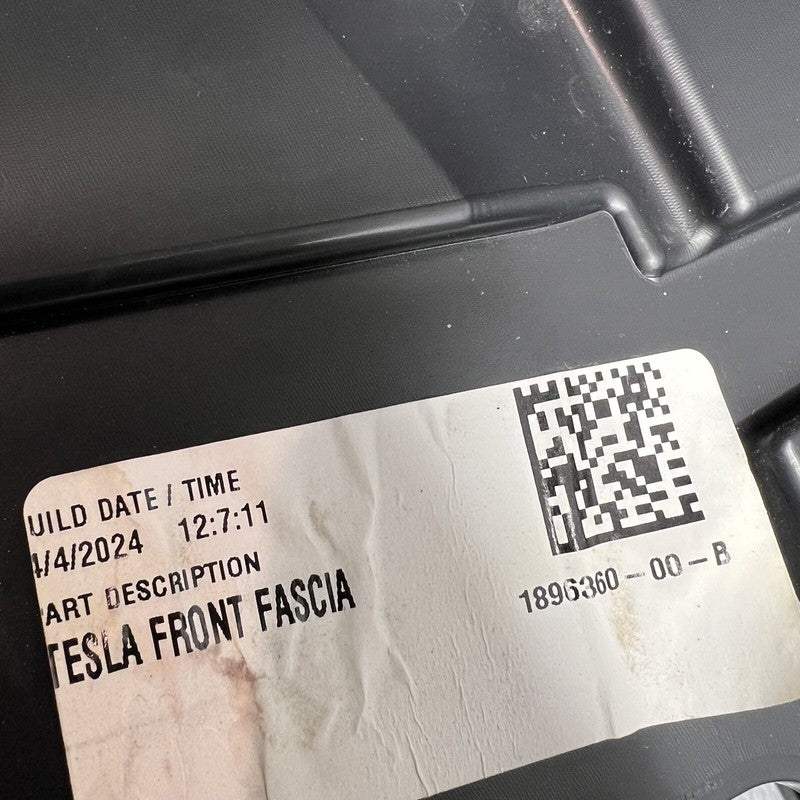 UILD DATE / TIME
4/4/2024 12:7:11
ART DESCRIPTION
TESLA FRONT FASCIA
1896360-00-B